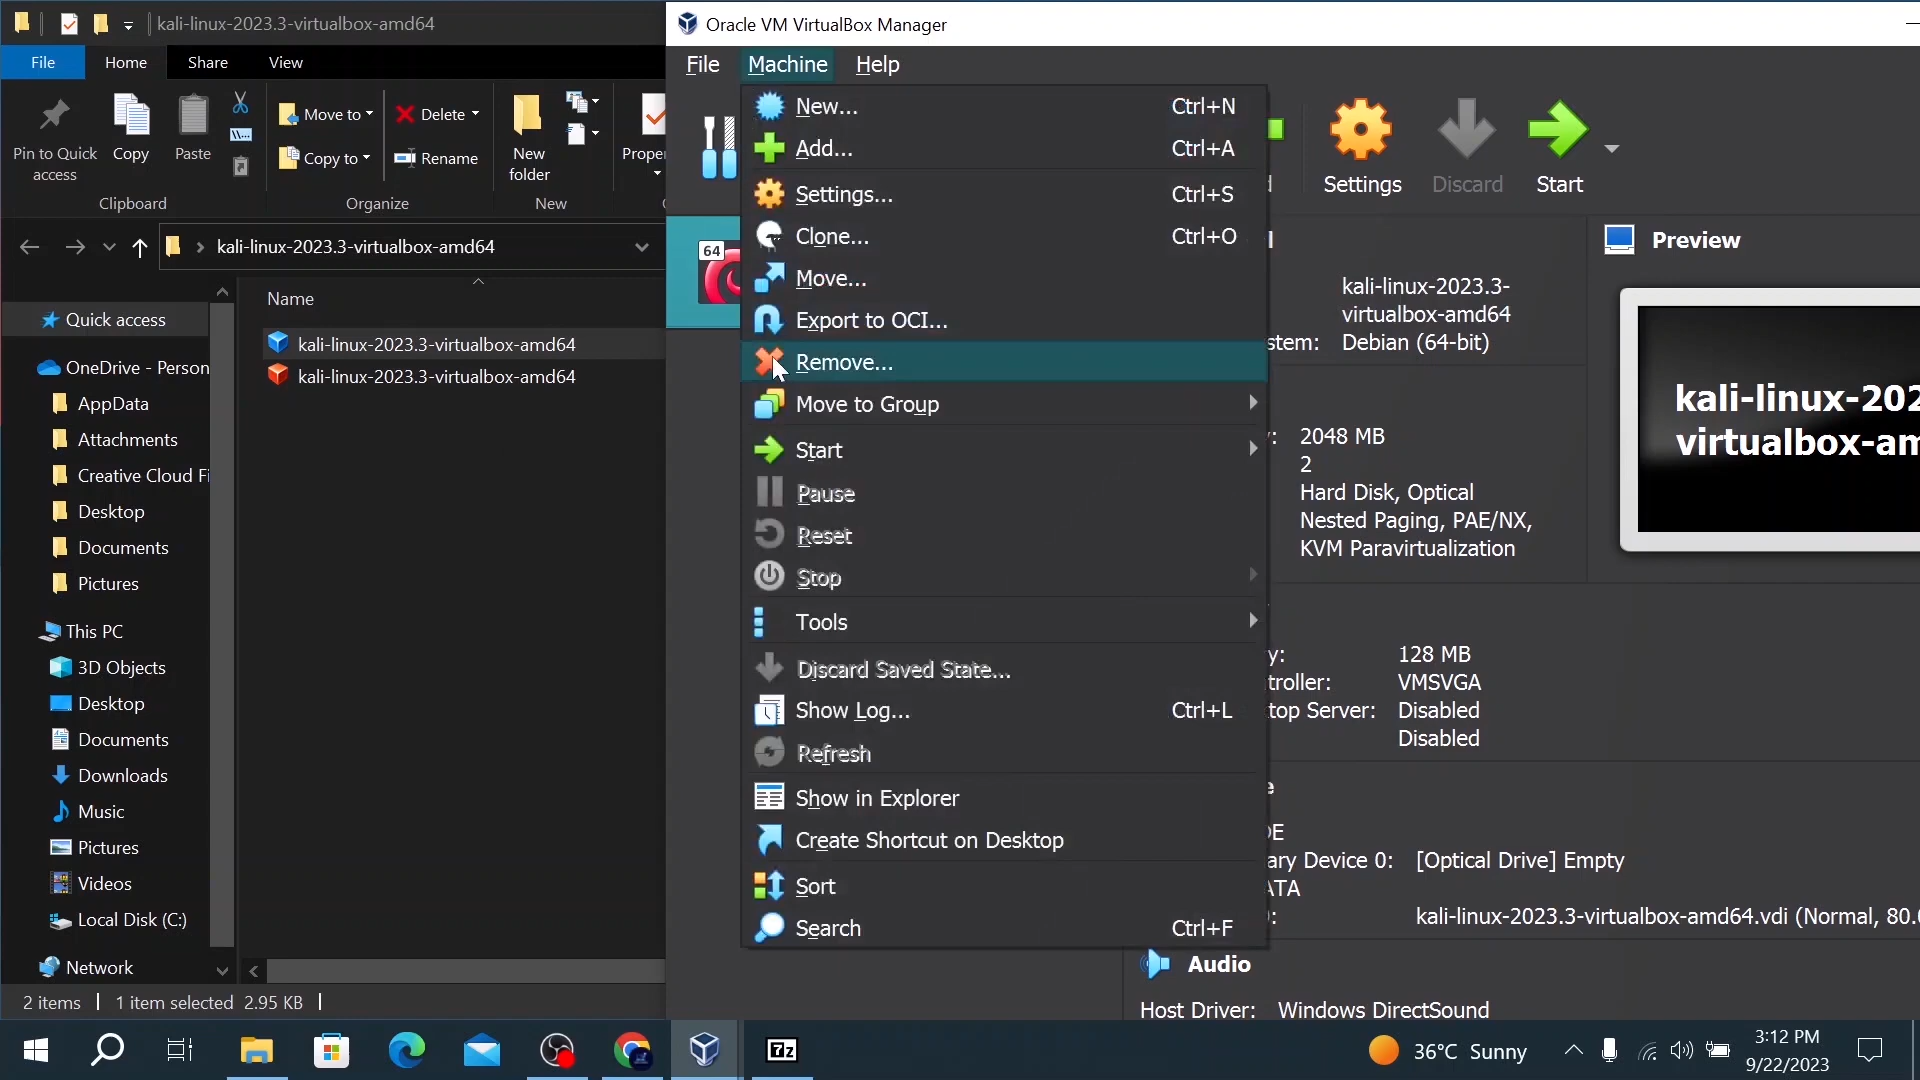 kali-linux-2023.3-virtualbox-amd64
File
Home
Share
View
Pin to Quick
access
Copy
Paste
Clipboard
Move to
Copy to
Delete
Rename
Organize
New
folder
New
kali-linux-2023.3-virtualbox-amd64
Name
kali-linux-2023.3-virtualbox-amd64
kali-linux-2023.3-virtualbox-amd64
Quick access
OneDrive - Person
AppData
Attachments
Creative Cloud Fi
Desktop
Documents
Pictures
This PC
3D Objects
Desktop
Documents
Downloads
Music
Pictures
Videos
Local Disk (C:)
Network
2 items
1 item selected 2.95 KB
Oracle VM VirtualBox Manager
File
Machine
Help
New... Ctrl+N
Add... Ctrl+A
Settings... Ctrl+S
Clone... Ctrl+O
Move...
Export to OCI...
Remove...
Move to Group
Start
Pause
Reset
Stop
Tools
Discard Saved State...
Show Log... Ctrl+L
Refresh
Show in Explorer
Create Shortcut on Desktop
Sort
Search Ctrl+F
64
Settings
Discard
Start
kali-linux-2023.3-
virtualbox-amd64
stem: Debian (64-bit)
2048 MB
2
Hard Disk, Optical
Nested Paging, PAE/NX,
KVM Paravirtualization
y: 128 MB
troller: VMSVGA
top Server: Disabled
Disabled
DE
ary Device 0: [Optical Drive] Empty
ATA
kali-linux-2023.3-virtualbox-amd64.vdi (Normal, 80.0
Audio
Host Driver: Windows DirectSound
Preview
kali-linux-202
virtualbox-am
7z
36°C Sunny
3:12 PM
9/22/2023